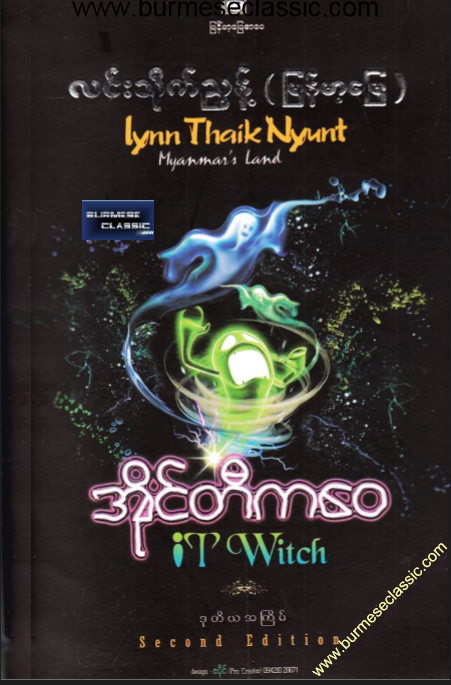 www.burmeseclassic.com
မြန်မာ့မြေစာပေ
လင်းသိုက်ညွန့် (မြန်မာ့မြေ)
lynn Thaik Nyunt
Myanmar's Land
BURMESE
CLASSIC
.com
အိုင်တီကဝေ
iT Witch
ဒုတိယအကြိမ်
Second Edition
www.burmeseclassic.com